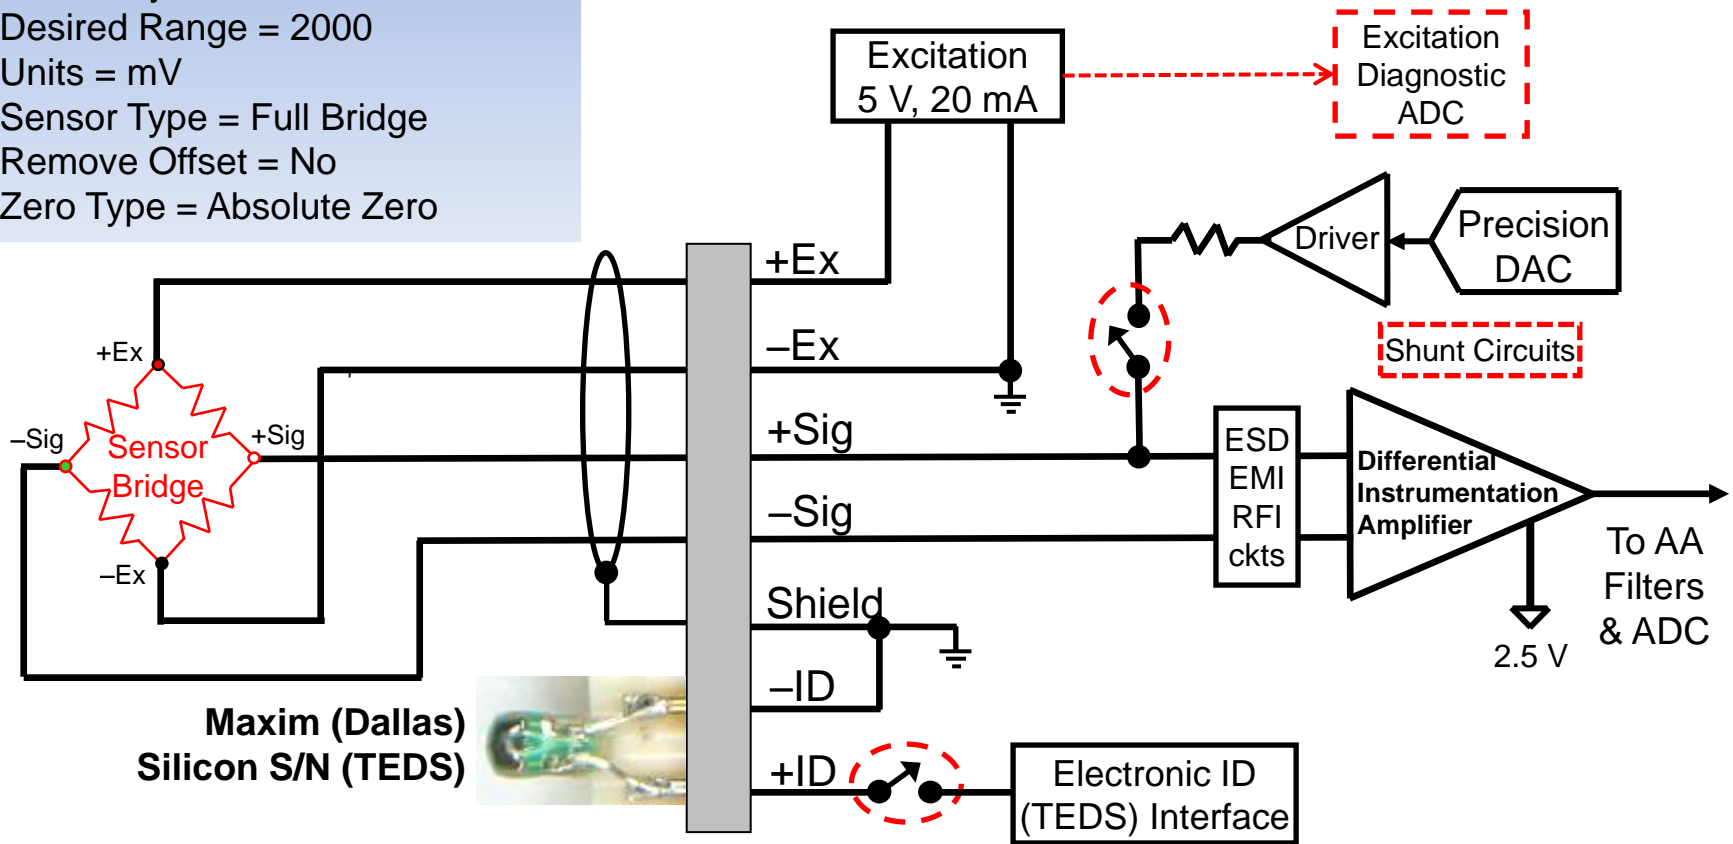 Desired Range = 2000
Units = mV
Sensor Type = Full Bridge
Remove Offset = No
Zero Type = Absolute Zero
Excitation
5 V, 20 mA
Excitation
Diagnostic
ADC
Driver
Precision
DAC
Shunt Circuits
+Ex
–Ex
+Sig
–Sig
Shield
–ID
+ID
+Ex
–Sig
+Sig
Sensor
Bridge
–Ex
ESD
EMI
RFI
ckts
Differential
Instrumentation
Amplifier
2.5 V
To AA
Filters
& ADC
Maxim (Dallas)
Silicon S/N (TEDS)
Electronic ID
(TEDS) Interface